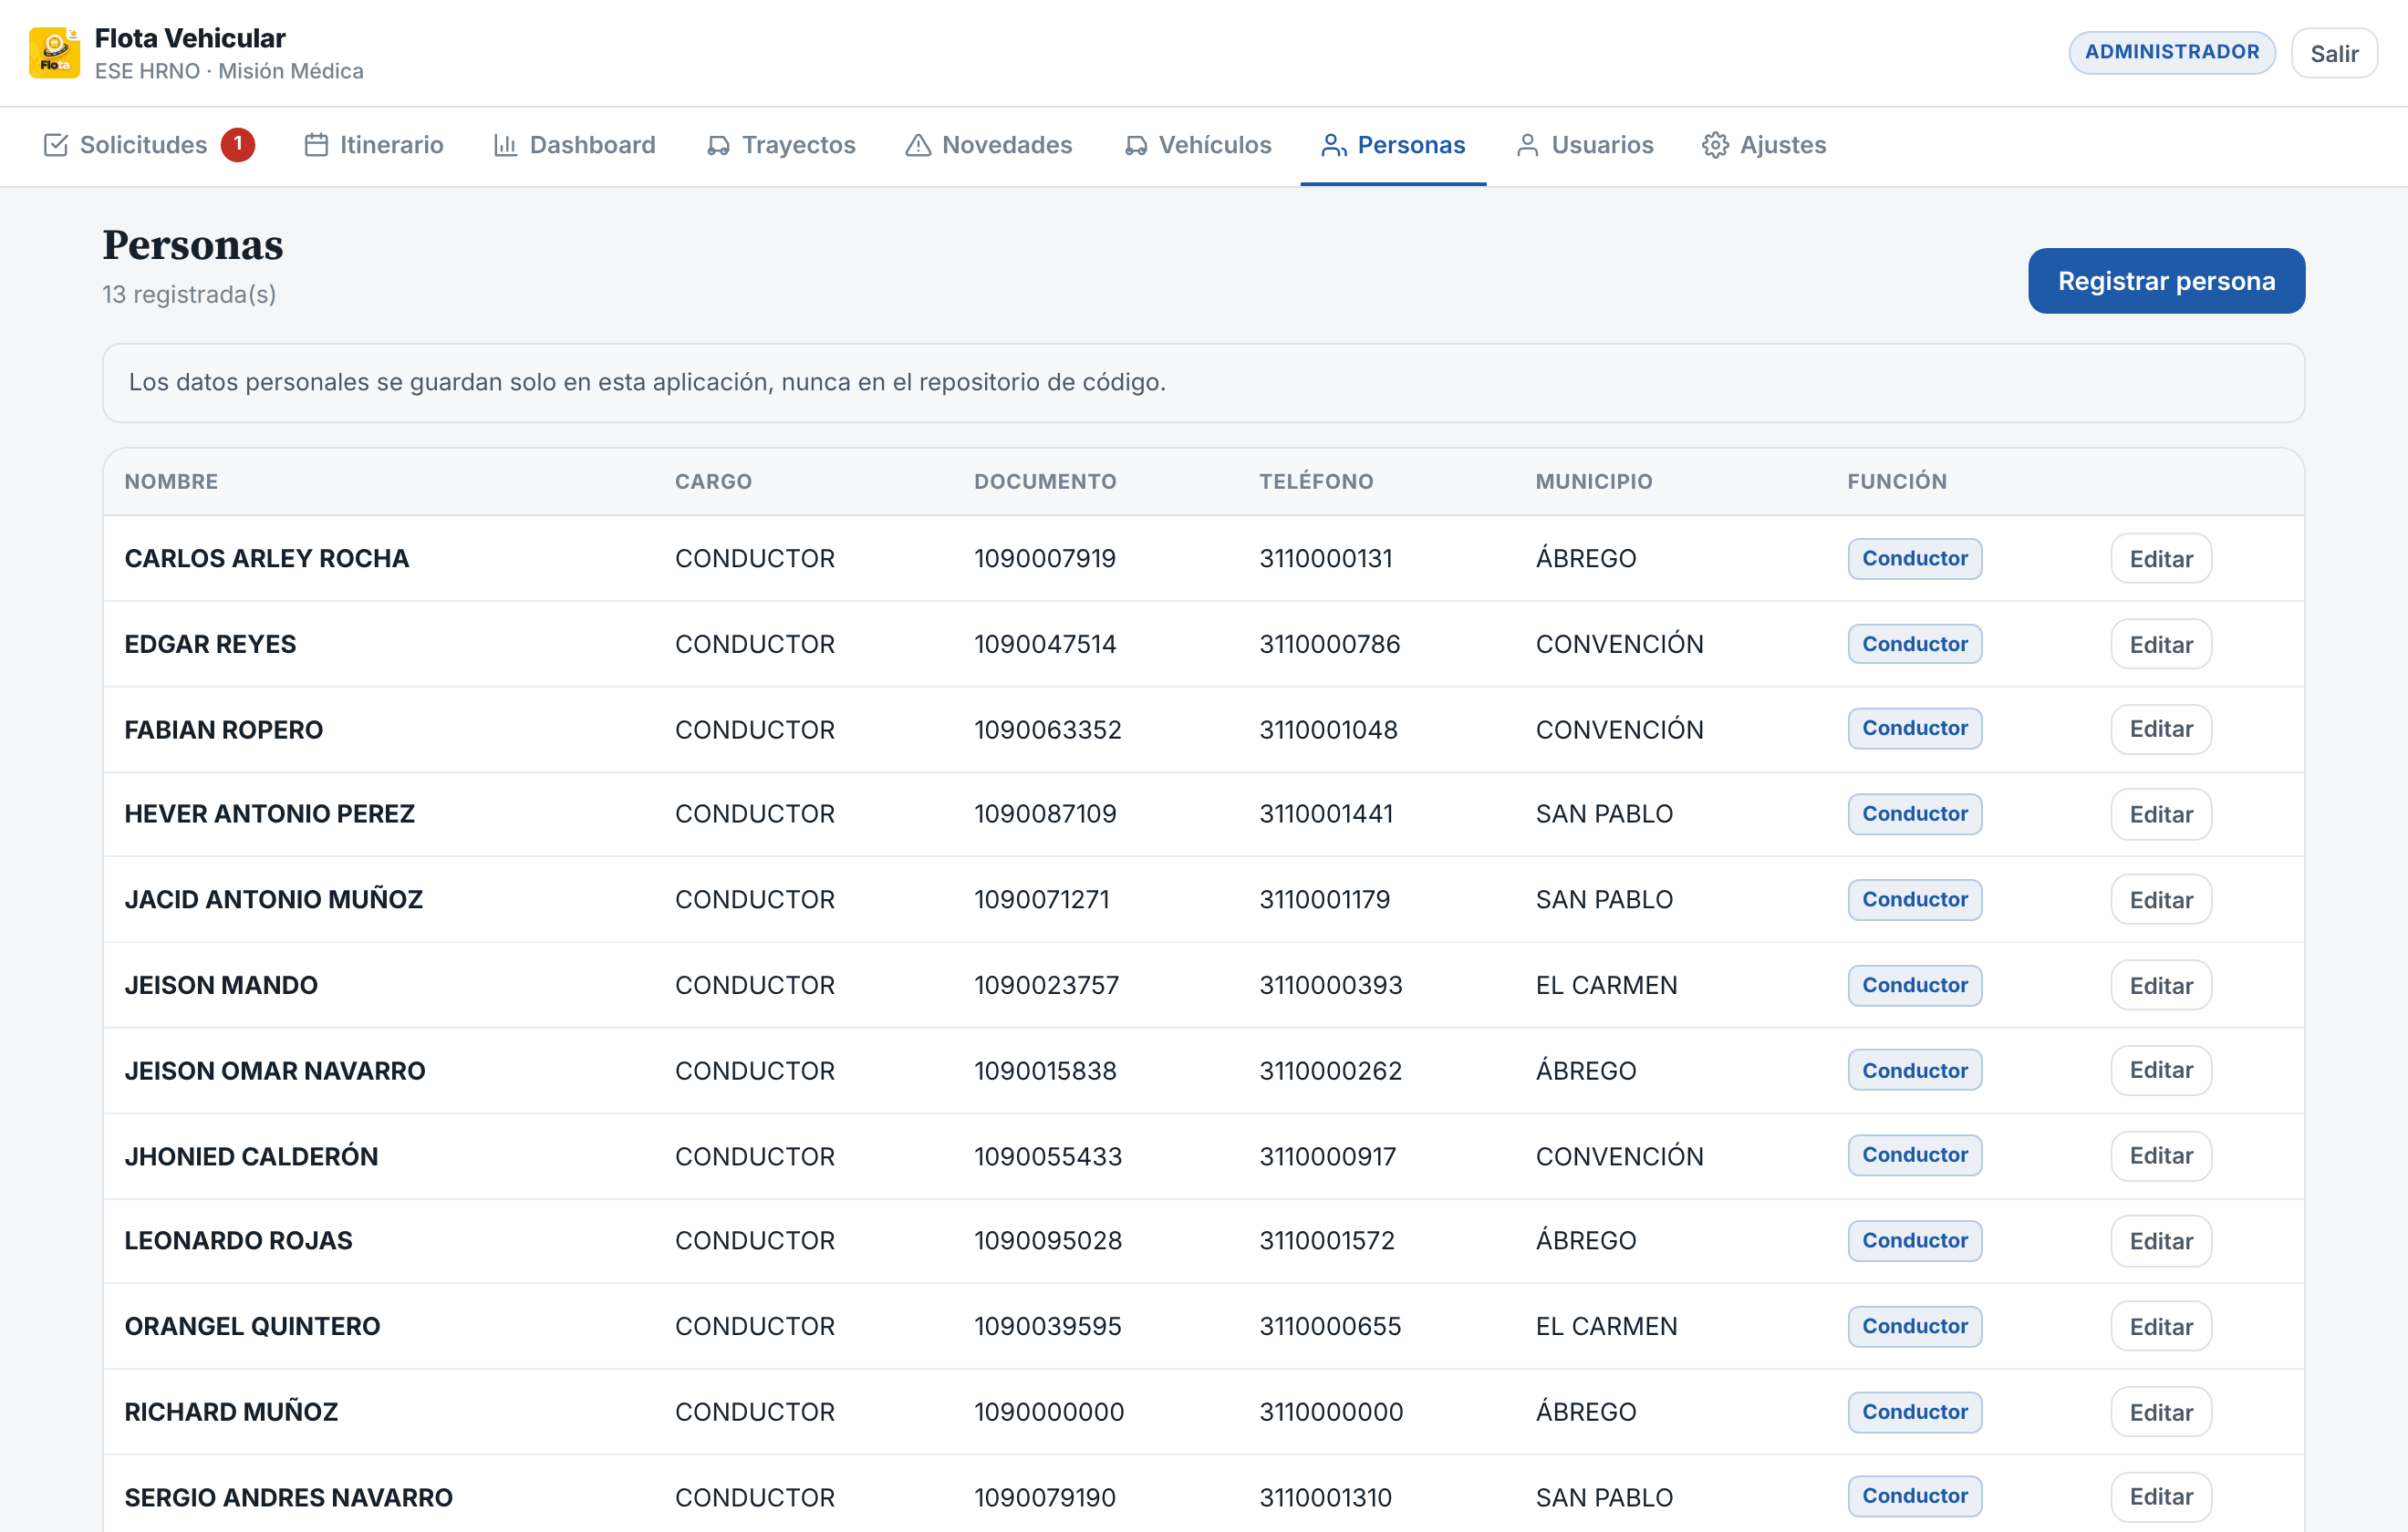 Flota
Flota Vehicular
ESE HRNO · Misión Médica
ADMINISTRADOR
Salir
Solicitudes 1
Itinerario
Dashboard
Trayectos
Novedades
Vehículos
Personas
Usuarios
Ajustes
Personas
13 registrada(s)
Registrar persona
Los datos personales se guardan solo en esta aplicación, nunca en el repositorio de código.
NOMBRE CARGO DOCUMENTO TELÉFONO MUNICIPIO FUNCIÓN
CARLOS ARLEY ROCHA CONDUCTOR 1090007919 3110000131 ÁBREGO Conductor Editar
EDGAR REYES CONDUCTOR 1090047514 3110000786 CONVENCIÓN Conductor Editar
FABIAN ROPERO CONDUCTOR 1090063352 3110001048 CONVENCIÓN Conductor Editar
HEVER ANTONIO PEREZ CONDUCTOR 1090087109 3110001441 SAN PABLO Conductor Editar
JACID ANTONIO MUÑOZ CONDUCTOR 1090071271 3110001179 SAN PABLO Conductor Editar
JEISON MANDO CONDUCTOR 1090023757 3110000393 EL CARMEN Conductor Editar
JEISON OMAR NAVARRO CONDUCTOR 1090015838 3110000262 ÁBREGO Conductor Editar
JHONIED CALDERÓN CONDUCTOR 1090055433 3110000917 CONVENCIÓN Conductor Editar
LEONARDO ROJAS CONDUCTOR 1090095028 3110001572 ÁBREGO Conductor Editar
ORANGEL QUINTERO CONDUCTOR 1090039595 3110000655 EL CARMEN Conductor Editar
RICHARD MUÑOZ CONDUCTOR 1090000000 3110000000 ÁBREGO Conductor Editar
SERGIO ANDRES NAVARRO CONDUCTOR 1090079190 3110001310 SAN PABLO Conductor Editar